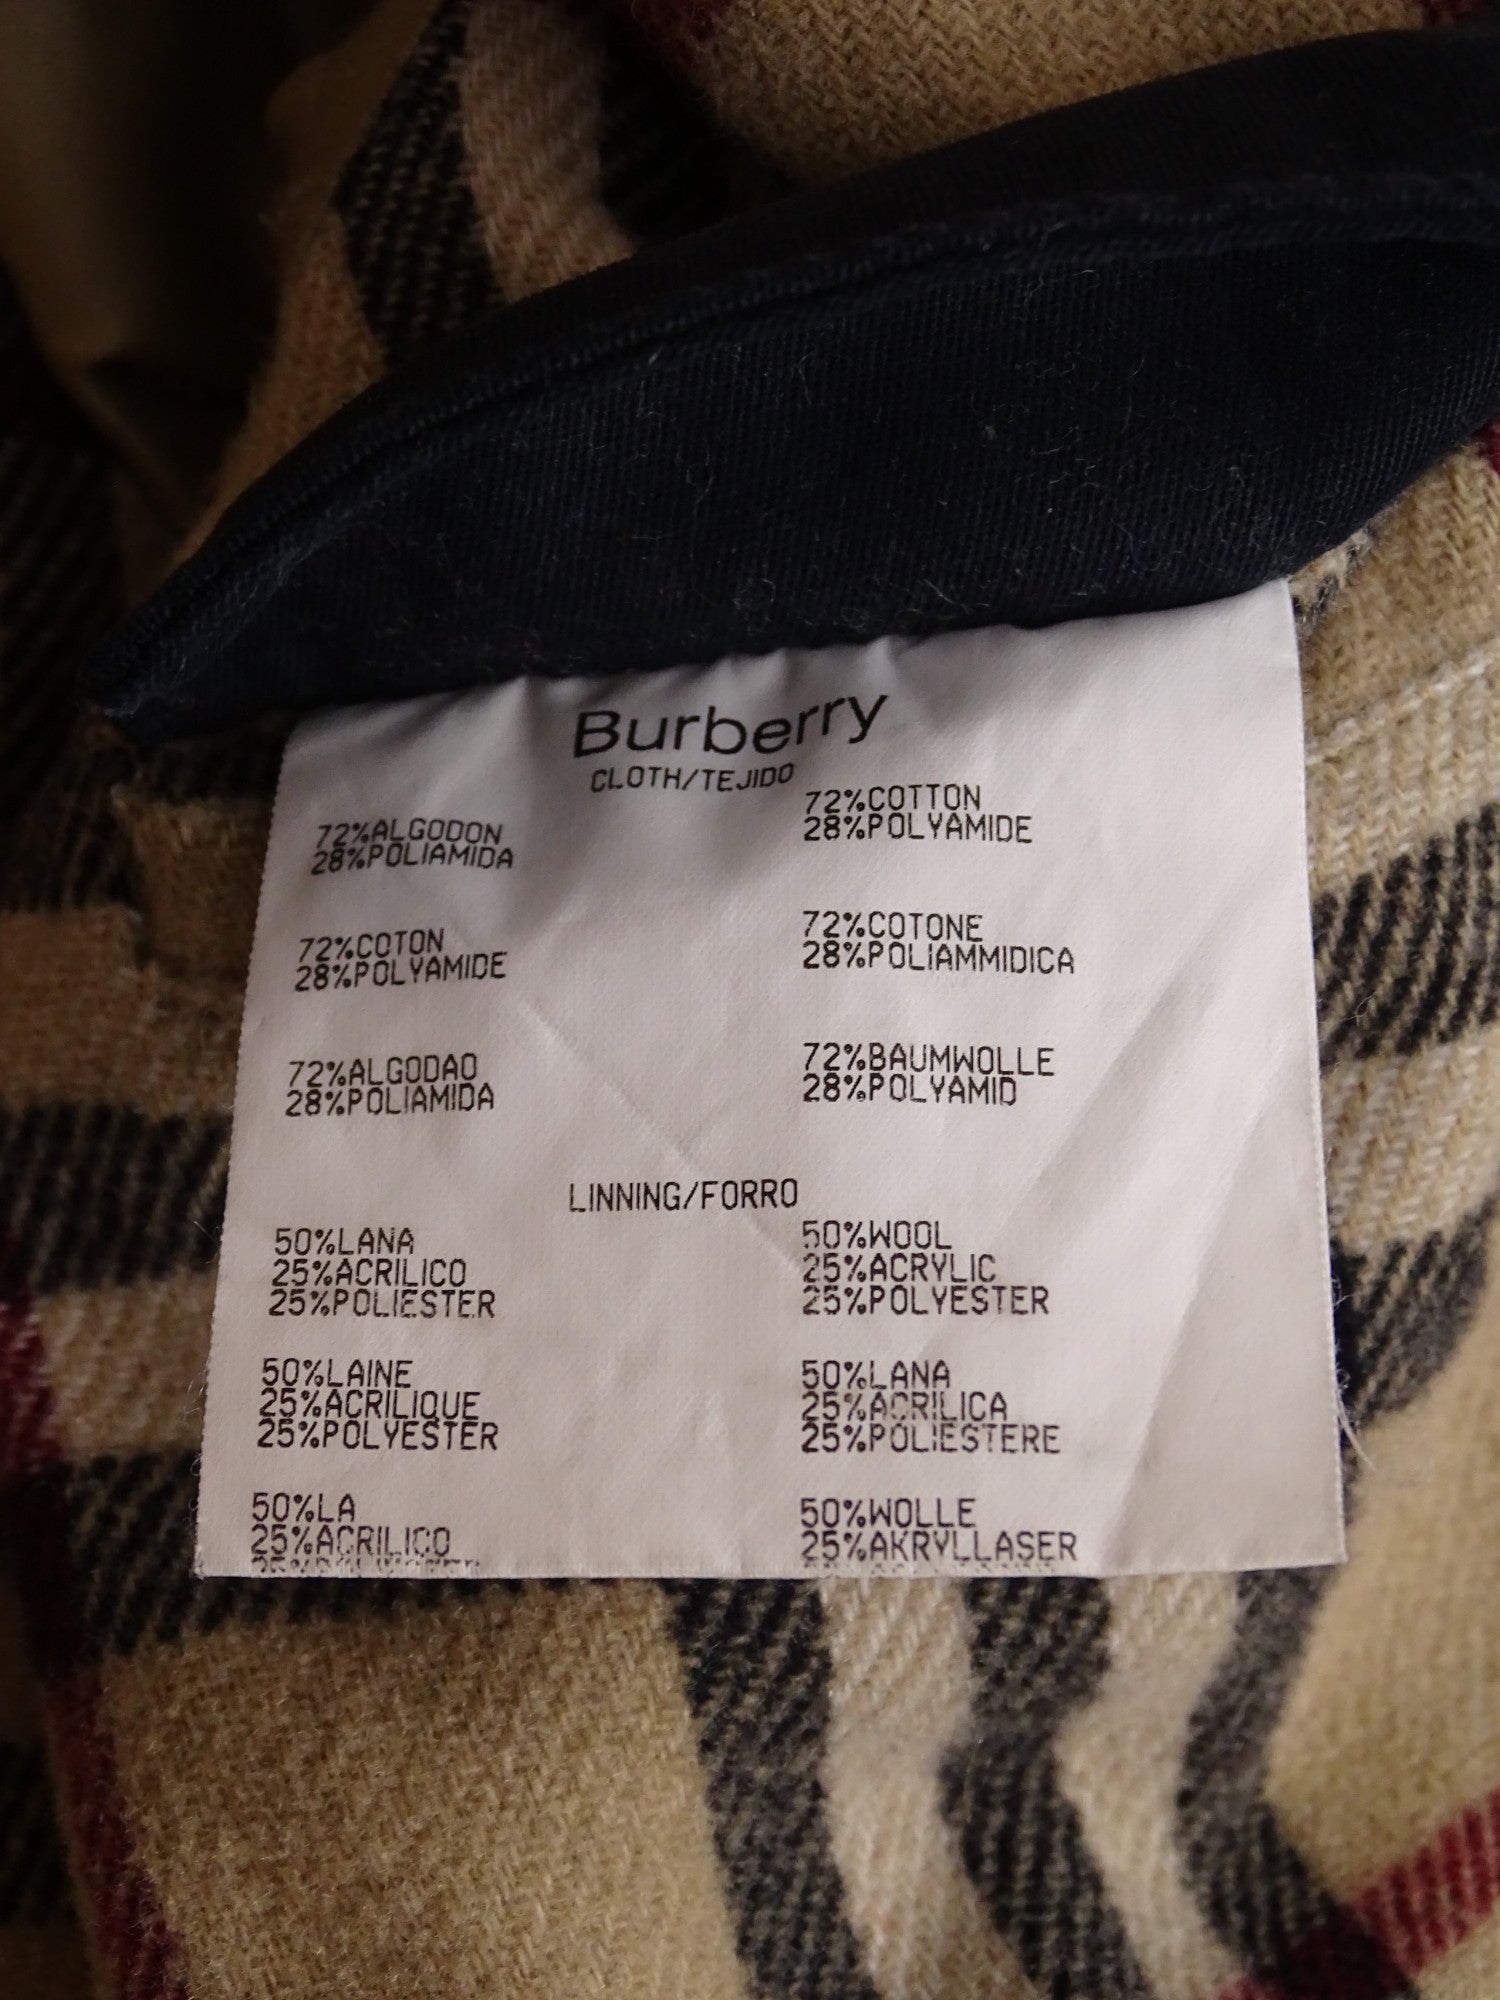 Burberry
CLOTH/TEJIDO
72%ALGODON
28%POLIAMIDA
72%COTTON
28%POLYAMIDE
72%COTON
28%POLYAMIDE
72%COTONE
28%POLIAMMIDICA
72%ALGODAO
28%POLIAMIDA
72%BAUMWOLLE
28%POLYAMID
LINNING/FORRO
50%LANA
25%ACRILICO
25%POLIESTER
50%WOOL
25%ACRYLIC
25%POLYESTER
50%LAINE
25%ACRILIQUE
25%POLYESTER
50%LANA
25%ACRILICA
25%POLIESTERE
50%LA
25%ACRILICO
50%WOLLE
25%AKRYLLASER